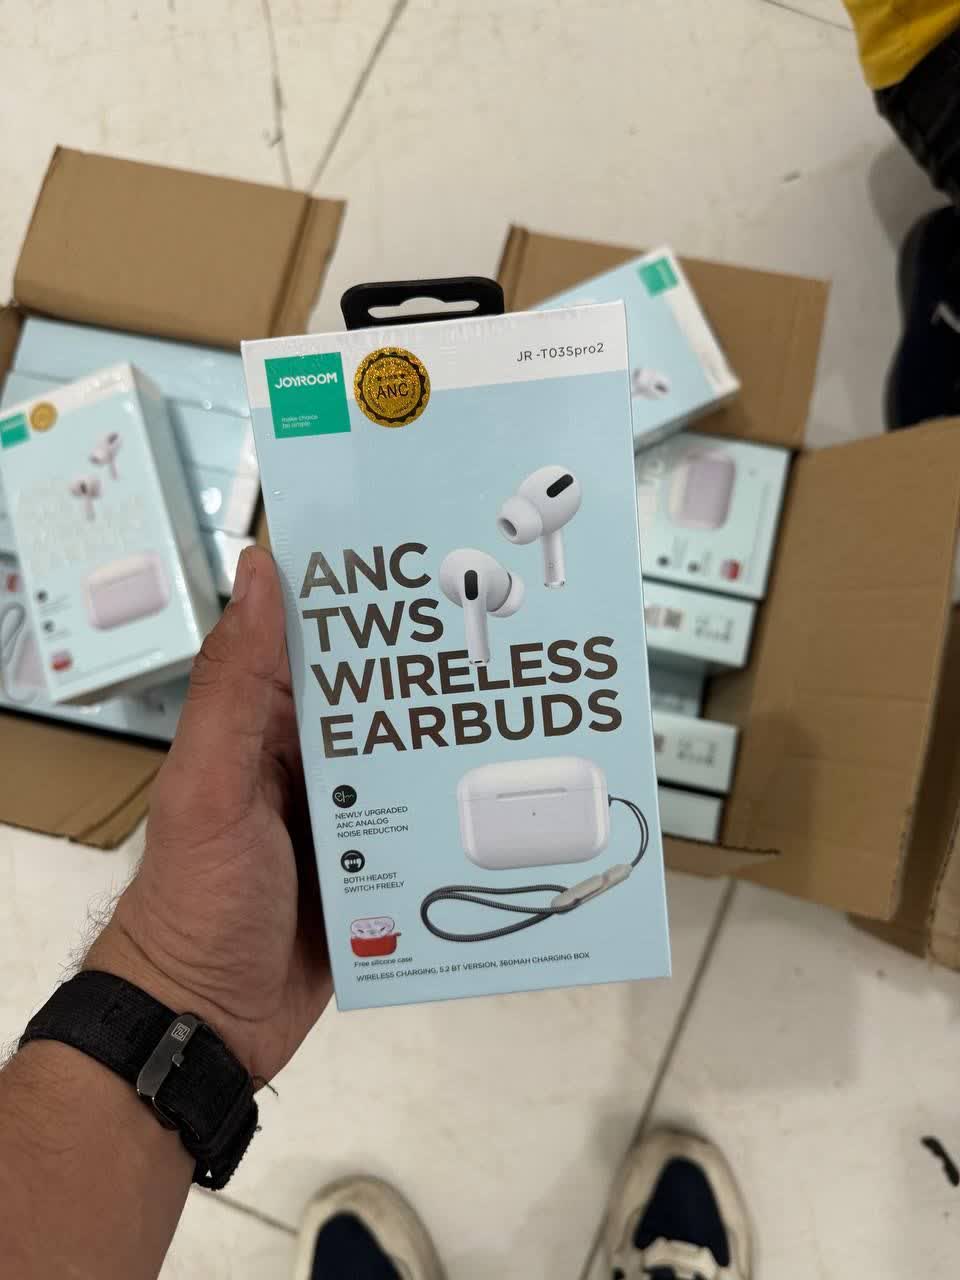 JOYROOM
make choice
be simple
ANC
JR -T03Spro2
ANC
TWS
WIRELESS
EARBUDS
NEWLY UPGRADED
ANC ANALOG
NOISE REDUCTION
BOTH HEADST
SWITCH FREELY
Free silicone case
WIRELESS CHARGING, 5.2 BT VERSION, 360MAH CHARGING BOX